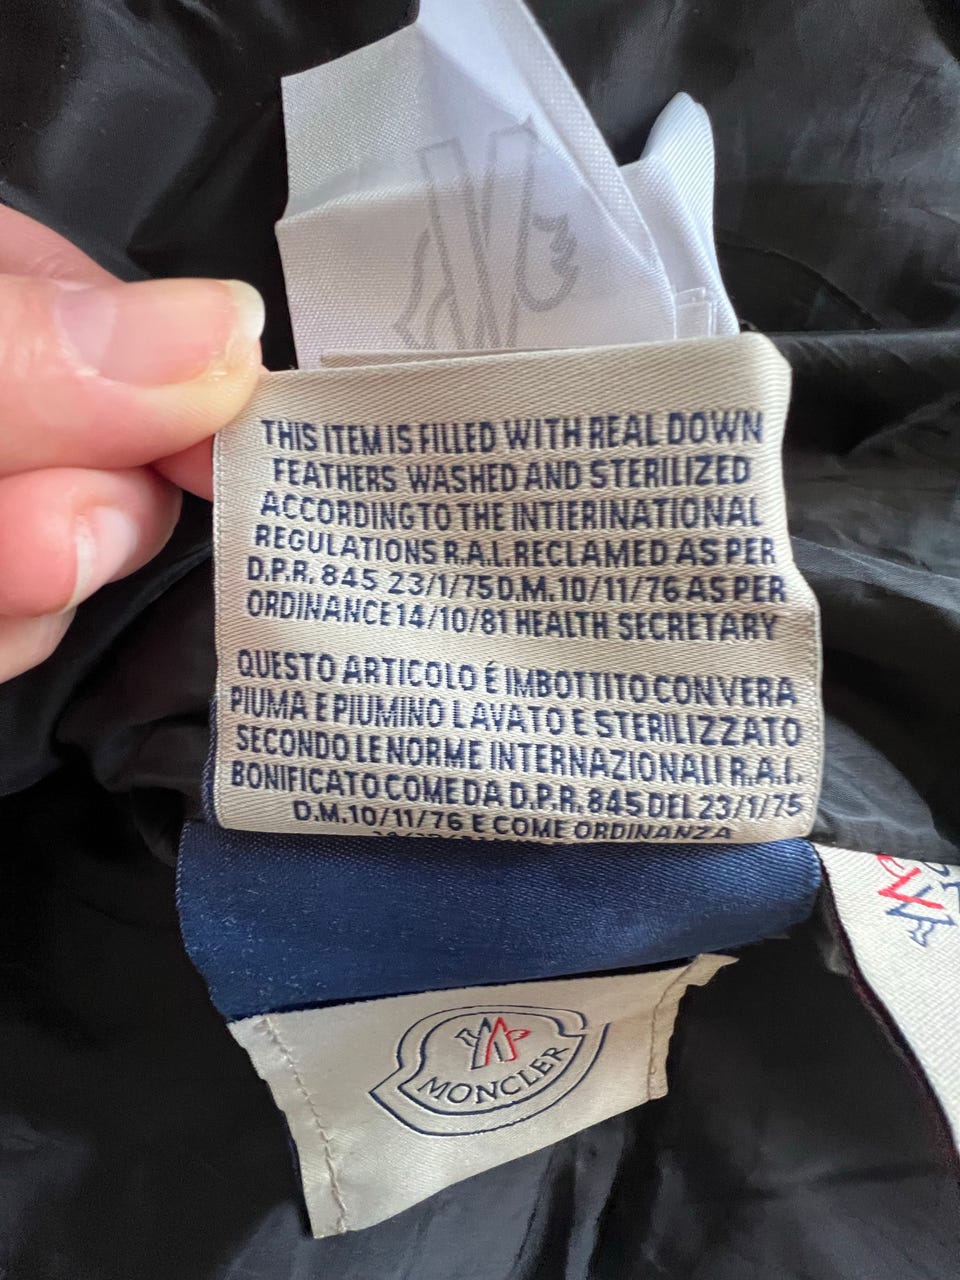 THIS ITEM IS FILLED WITH REAL DOWN
FEATHERS WASHED AND STERILIZED
ACCORDING TO THE INTIERINATIONAL
REGULATIONS R.A.L. RECLAMED AS PER
D.P.R. 845 23/1/75 D.M. 10/11/76 AS PER
ORDINANCE 14/10/81 HEALTH SECRETARY
QUESTO ARTICOLO É IMBOTTITO CON VERA
PIUMA E PIUMINO LAVATO E STERILIZZATO
SECONDO LE NORME INTERNAZIONALI R.A.L.
BONIFICATO COME DA D.P.R. 845 DEL 23/1/75
D.M. 10/11/76 E COME ORDINANZA
MONCLER